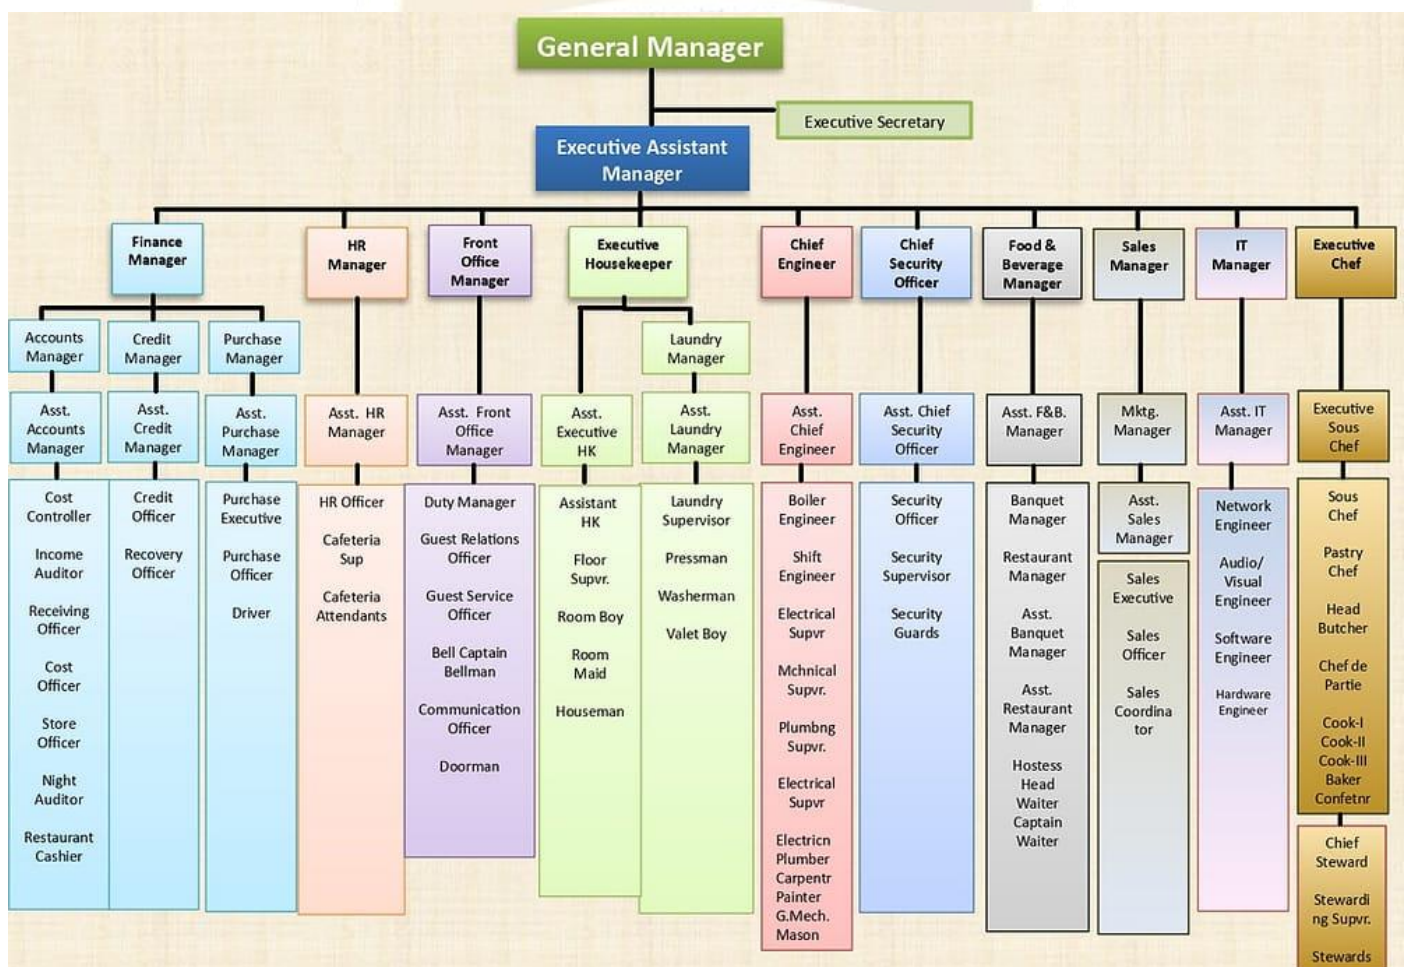 General Manager
Executive Secretary
Executive Assistant
Manager
Finance
Manager
HR
Manager
Front
Office
Manager
Executive
Housekeeper
Chief
Engineer
Chief
Security
Officer
Food &
Beverage
Manager
Sales
Manager
IT
Manager
Executive
Chef
Accounts
Manager
Credit
Manager
Purchase
Manager
Laundry
Manager
Asst.
Accounts
Manager
Asst.
Credit
Manager
Asst.
Purchase
Manager
Asst. HR
Manager
Asst. Front
Office
Manager
Asst.
Executive
HK
Asst.
Laundry
Manager
Asst.
Chief
Engineer
Asst. Chief
Security
Officer
Asst. F&B.
Manager
Mktg.
Manager
Asst. IT
Manager
Executive
Sous
Chef
Cost
Controller
Income
Auditor
Receiving
Officer
Cost
Officer
Store
Officer
Night
Auditor
Restaurant
Cashier
Credit
Officer
Recovery
Officer
Purchase
Executive
Purchase
Officer
Driver
HR Officer
Cafeteria
Sup
Cafeteria
Attendants
Duty Manager
Guest Relations
Officer
Guest Service
Officer
Bell Captain
Bellman
Communication
Officer
Doorman
Assistant
HK
Floor
Supvr.
Room Boy
Room
Maid
Houseman
Laundry
Supervisor
Pressman
Washerman
Valet Boy
Boiler
Engineer
Shift
Engineer
Electrical
Supvr
Mchnical
Supvr.
Plumbng
Supvr.
Electrical
Supvr
Electricn
Plumber
Carpentr
Painter
G.Mech.
Mason
Security
Officer
Security
Supervisor
Security
Guards
Banquet
Manager
Restaurant
Manager
Asst.
Banquet
Manager
Asst.
Restaurant
Manager
Hostess
Head
Waiter
Captain
Waiter
Asst.
Sales
Manager
Sales
Executive
Sales
Officer
Sales
Coordina
tor
Network
Engineer
Audio/
Visual
Engineer
Software
Engineer
Hardware
Engineer
Sous
Chef
Pastry
Chef
Head
Butcher
Chef de
Partie
Cook-I
Cook-II
Cook-III
Baker
Confetnr
Chief
Steward
Stewardi
ng Supvr.
Stewards